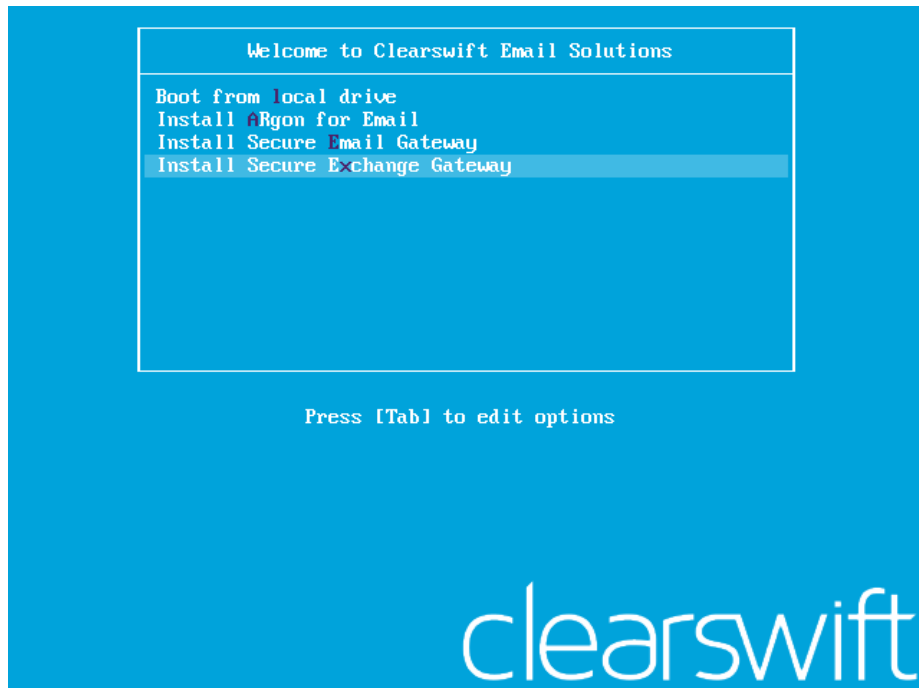 Welcome to Clearswift Email Solutions
Boot from local drive
Install ARgon for Email
Install Secure Email Gateway
Install Secure Exchange Gateway
Press [Tab] to edit options
clearswift